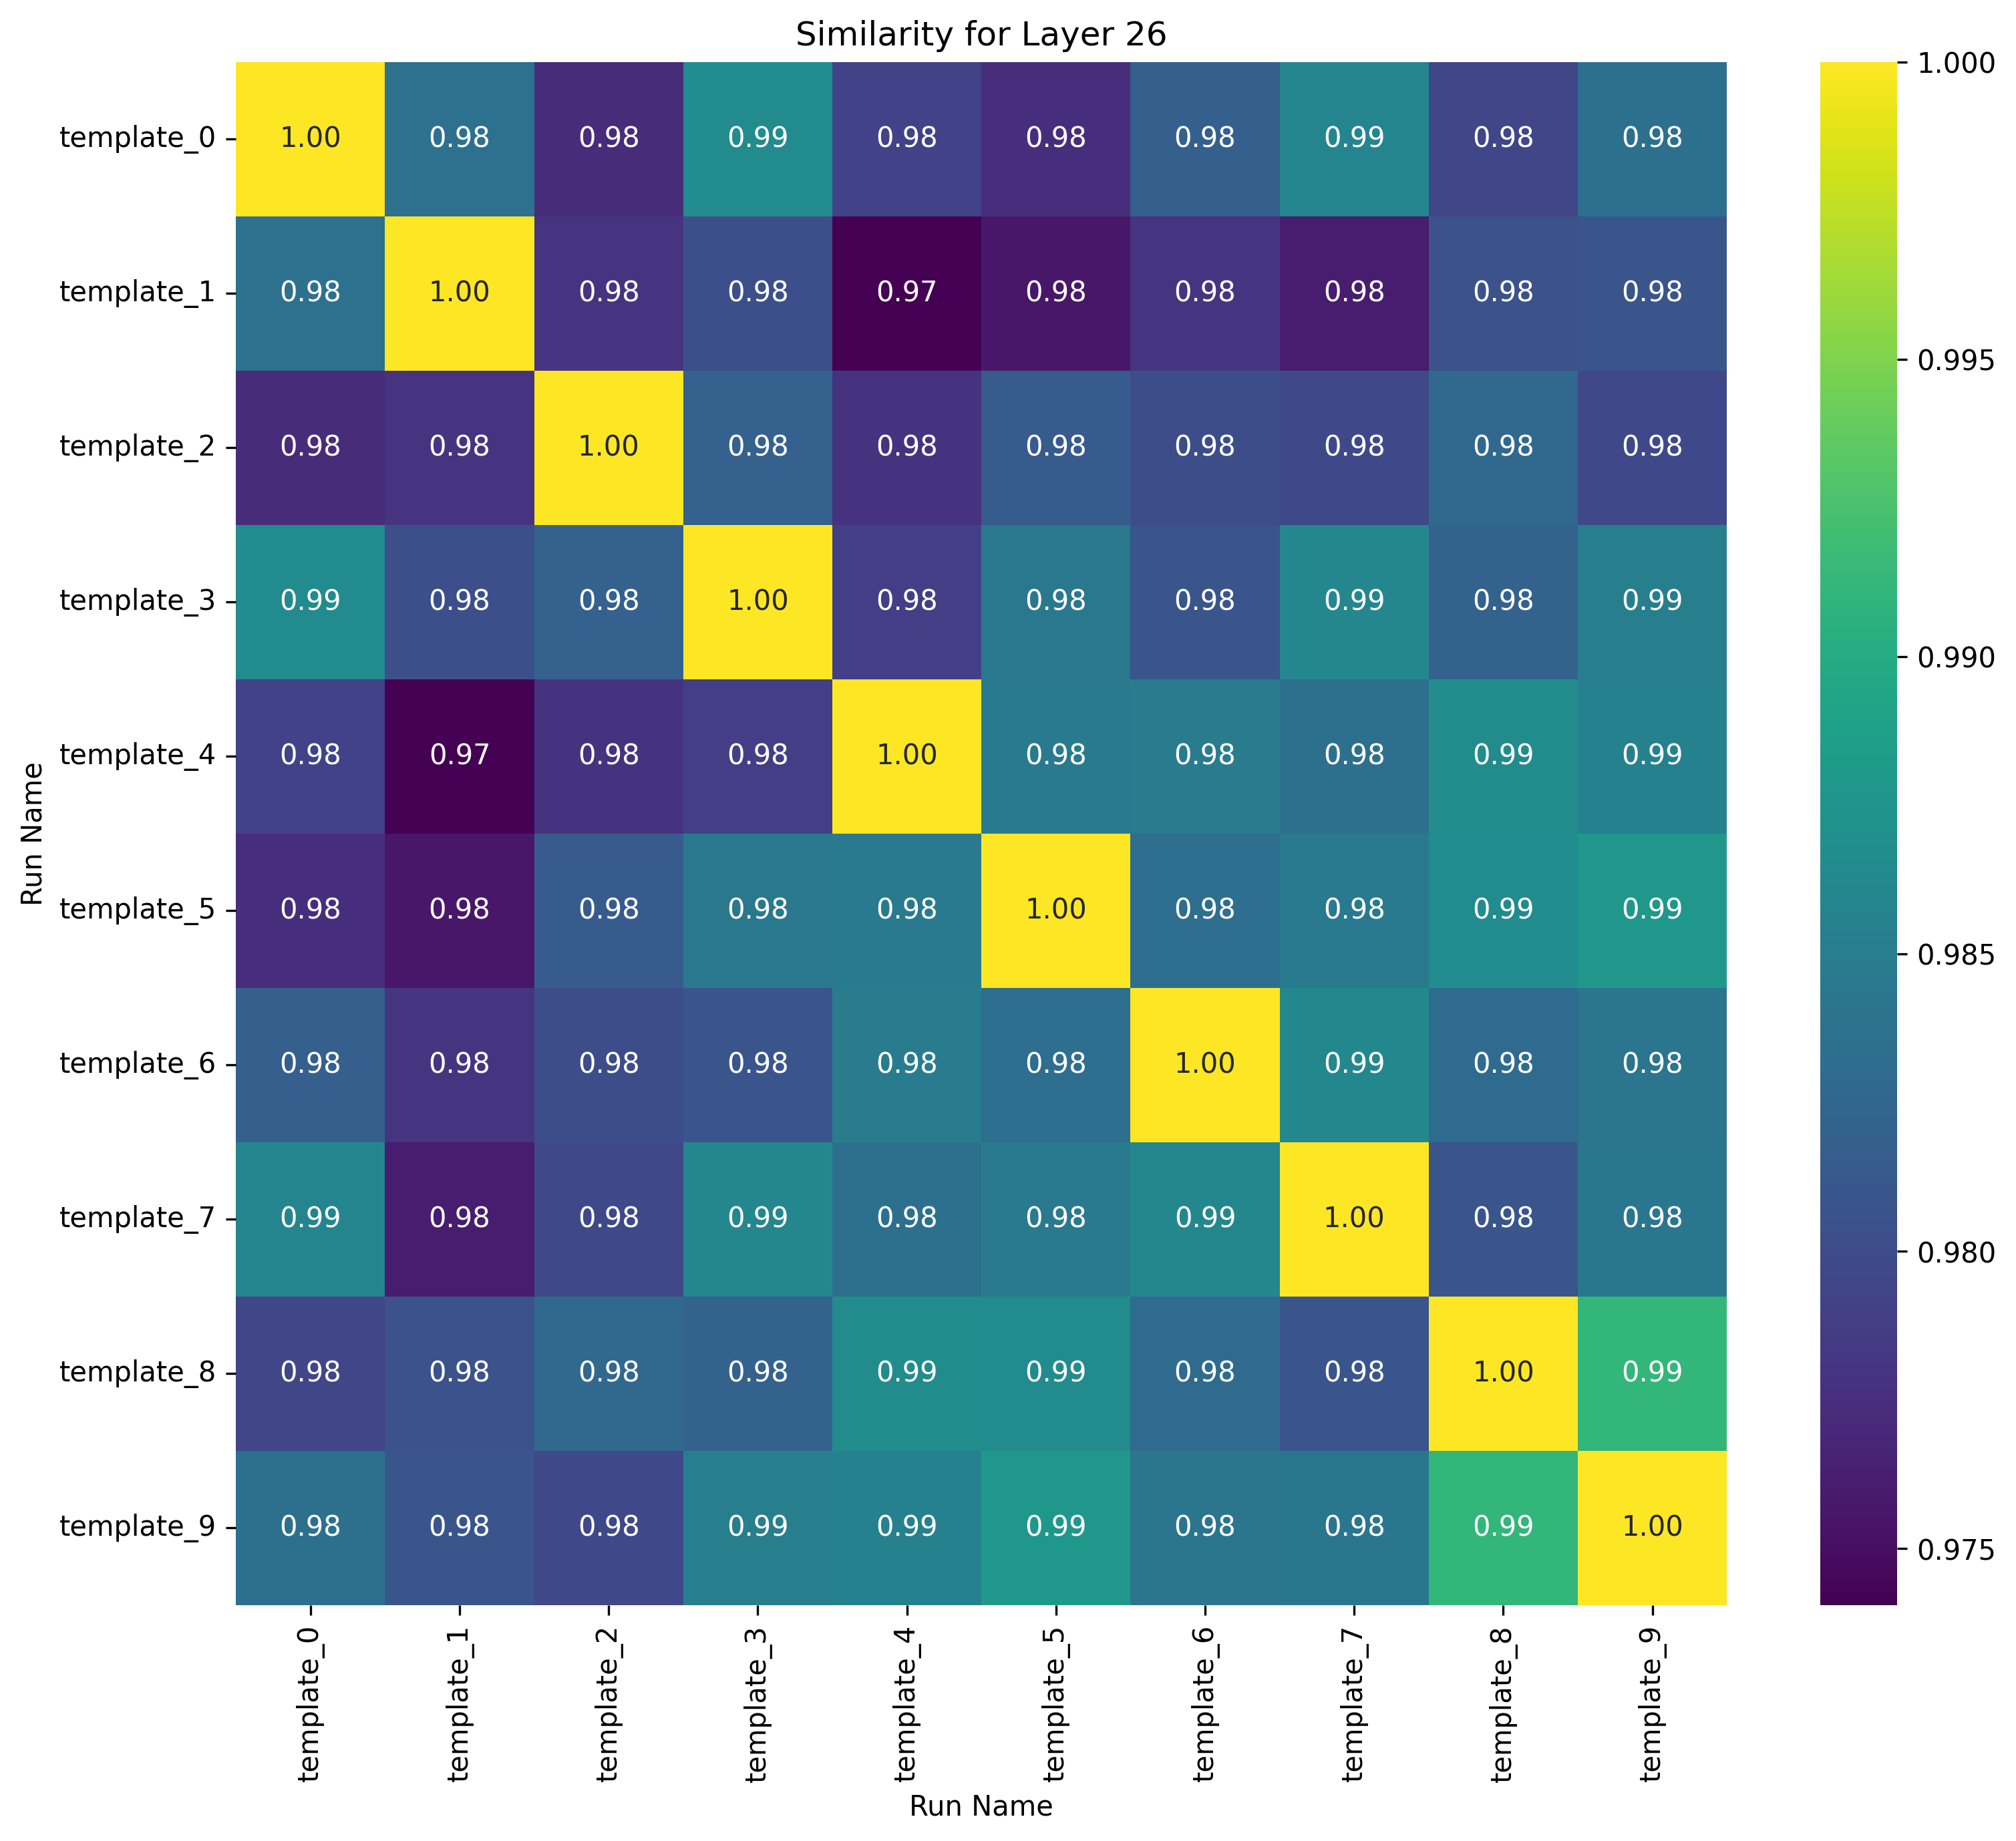 Similarity for Layer 26
template_0 1.00 0.98 0.98 0.99 0.98 0.98 0.98 0.99 0.98 0.98
template_1 0.98 1.00 0.98 0.98 0.97 0.98 0.98 0.98 0.98 0.98
template_2 0.98 0.98 1.00 0.98 0.98 0.98 0.98 0.98 0.98 0.98
template_3 0.99 0.98 0.98 1.00 0.98 0.98 0.98 0.99 0.98 0.99
template_4 0.98 0.97 0.98 0.98 1.00 0.98 0.98 0.98 0.99 0.99
template_5 0.98 0.98 0.98 0.98 0.98 1.00 0.98 0.98 0.99 0.99
template_6 0.98 0.98 0.98 0.98 0.98 0.98 1.00 0.99 0.98 0.98
template_7 0.99 0.98 0.98 0.99 0.98 0.98 0.99 1.00 0.98 0.98
template_8 0.98 0.98 0.98 0.98 0.99 0.99 0.98 0.98 1.00 0.99
template_9 0.98 0.98 0.98 0.99 0.99 0.99 0.98 0.98 0.99 1.00
Run Name
template_0 template_1 template_2 template_3 template_4 template_5 template_6 template_7 template_8 template_9
Run Name
1.000
0.995
0.990
0.985
0.980
0.975